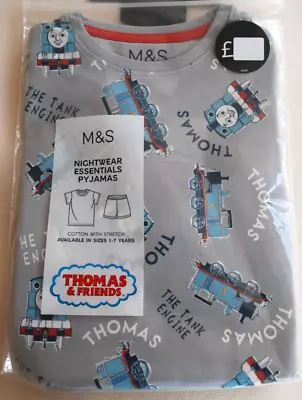 M&S
£
THE TANK
ENGINE
THOMAS
M&S
NIGHTWEAR
ESSENTIALS
PYJAMAS
COTTON WITH STRETCH
AVAILABLE IN SIZES 1-7 YEARS
THOMAS
& FRIENDS
THOMAS
THOMAS
THE TANK
ENGINE
THOMAS
THOMAS